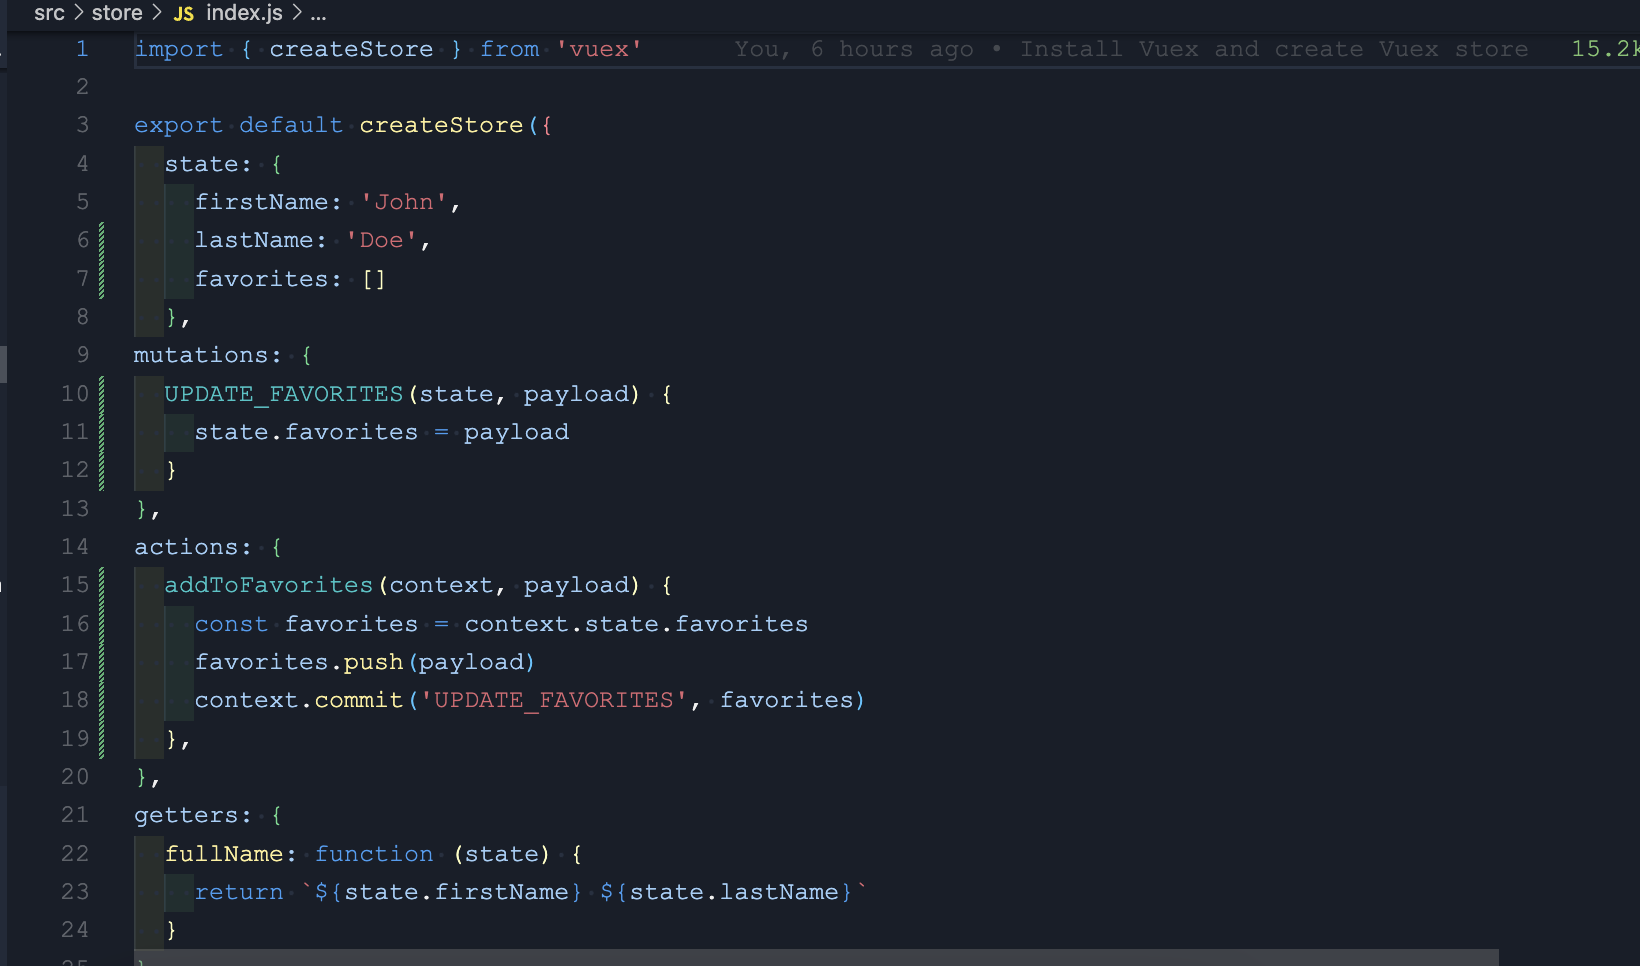 src > store > JS index.js > ...
1 import { createStore } from 'vuex' You, 6 hours ago • Install Vuex and create Vuex store 15.2k
2
3 export default createStore({
4 state: {
5 firstName: 'John',
6 lastName: 'Doe',
7 favorites: []
8 },
9 mutations: {
10 UPDATE_FAVORITES(state, payload) {
11 state.favorites = payload
12 }
13 },
14 actions: {
15 addToFavorites(context, payload) {
16 const favorites = context.state.favorites
17 favorites.push(payload)
18 context.commit('UPDATE_FAVORITES', favorites)
19 },
20 },
21 getters: {
22 fullName: function (state) {
23 return `${state.firstName} ${state.lastName}`
24 }
25 }